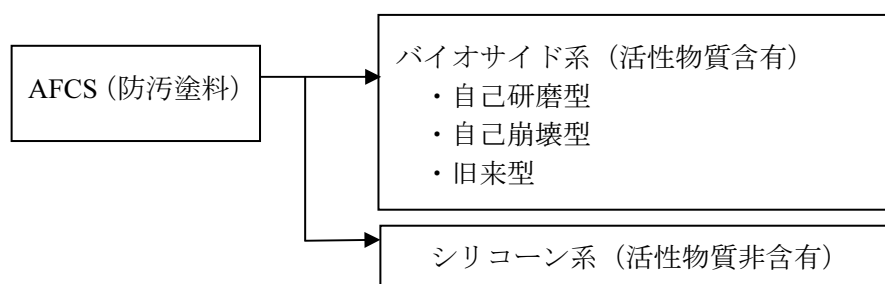 AFCS（防汚塗料）
バイオサイド系（活性物質含有）
・自己研磨型
・自己崩壊型
・旧来型
シリコーン系（活性物質非含有）